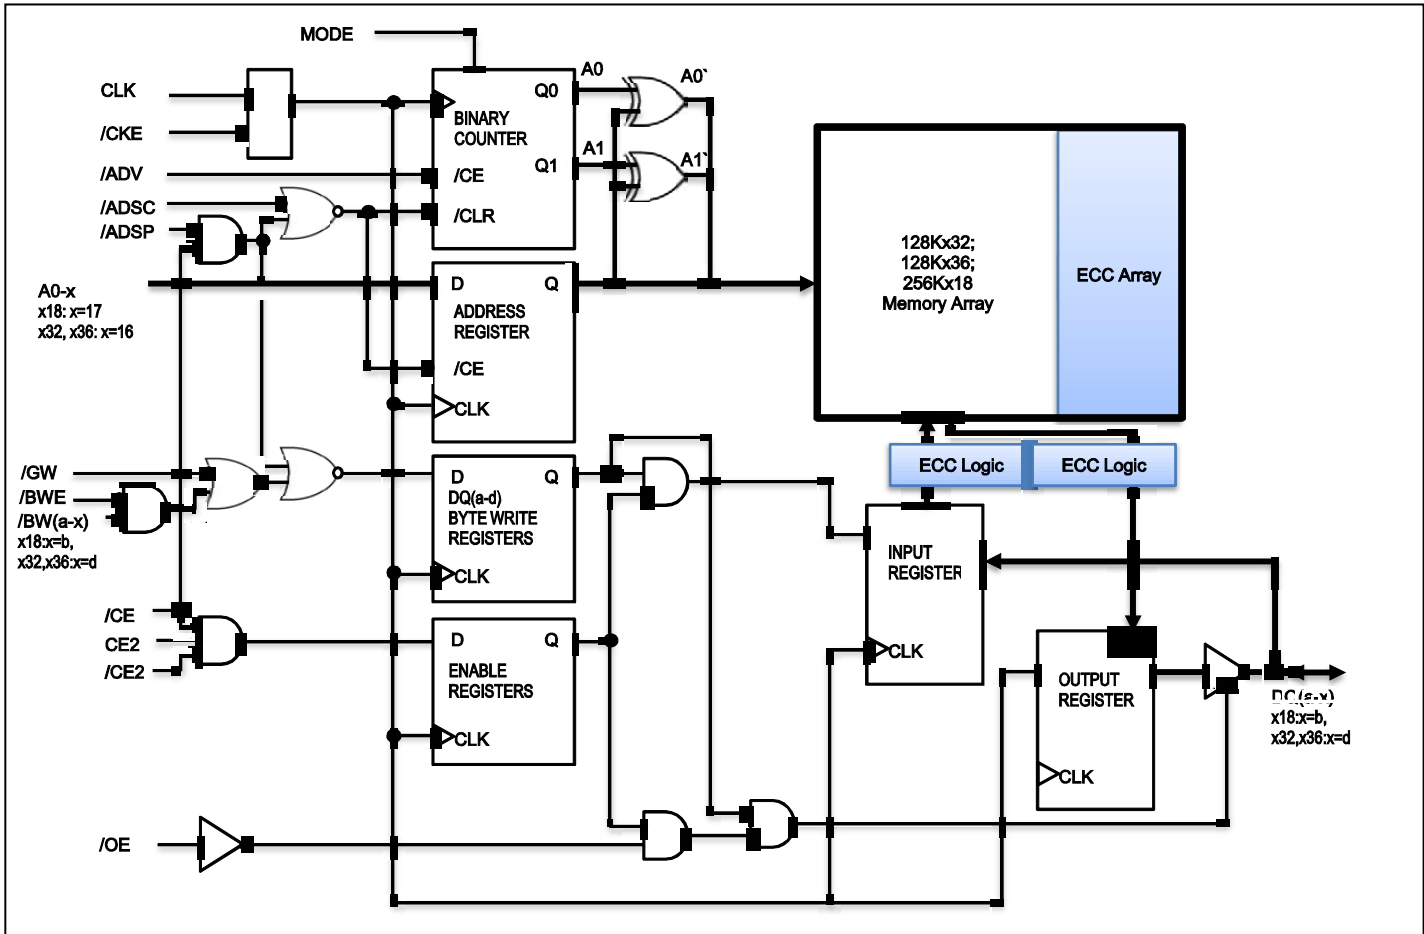 MODE
CLK
/CKE
/ADV
/ADSC
/ADSP
A0-x
x18: x=17
x32, x36: x=16
/GW
/BWE
/BW(a-x)
x18:x=b,
x32,x36:x=d
/CE
CE2
/CE2
/OE
BINARY
COUNTER
Q0
Q1
/CE
/CLR
A0
A1
A0`
A1`
D
Q
ADDRESS
REGISTER
/CE
CLK
D
Q
DQ(a-d)
BYTE WRITE
REGISTERS
CLK
D
Q
ENABLE
REGISTERS
CLK
128Kx32;
128Kx36;
256Kx18
Memory Array
ECC Array
ECC Logic
ECC Logic
INPUT
REGISTER
CLK
OUTPUT
REGISTER
CLK
DQ(a-x)
x18:x=b,
x32,x36:x=d